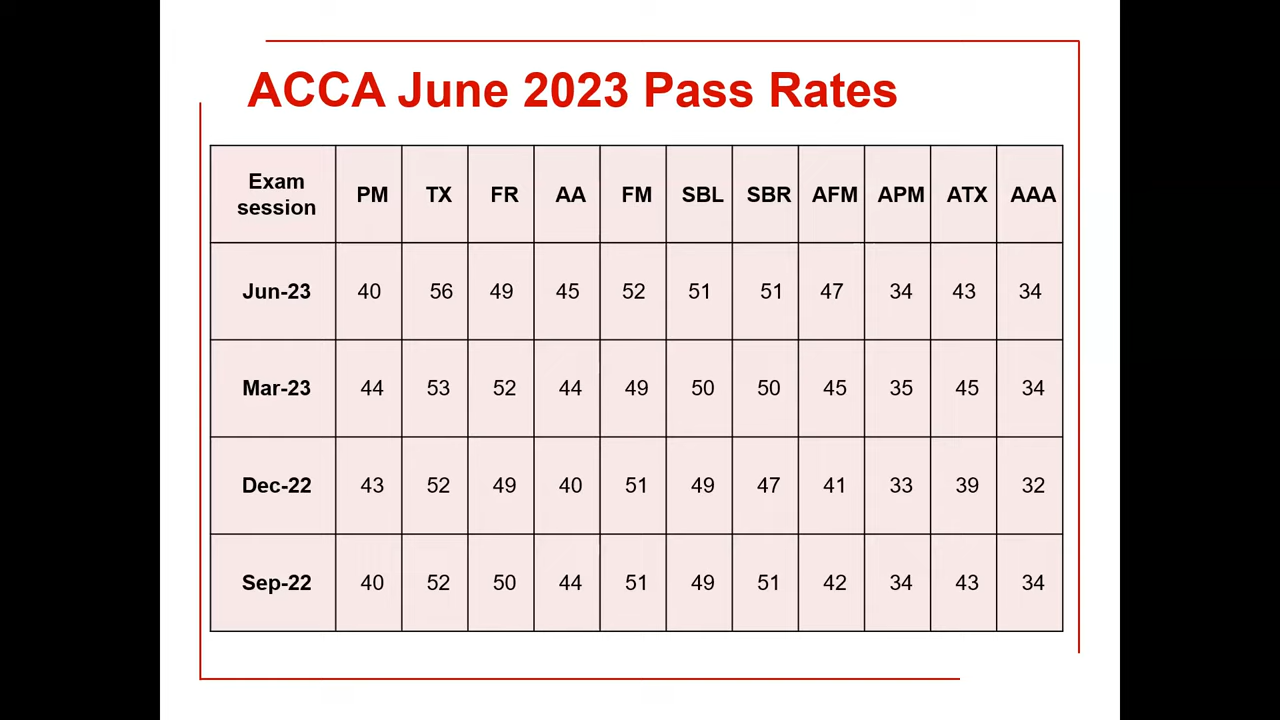 ACCA June 2023 Pass Rates
Exam session PM TX FR AA FM SBL SBR AFM APM ATX AAA
Jun-23 40 56 49 45 52 51 51 47 34 43 34
Mar-23 44 53 52 44 49 50 50 45 35 45 34
Dec-22 43 52 49 40 51 49 47 41 33 39 32
Sep-22 40 52 50 44 51 49 51 42 34 43 34